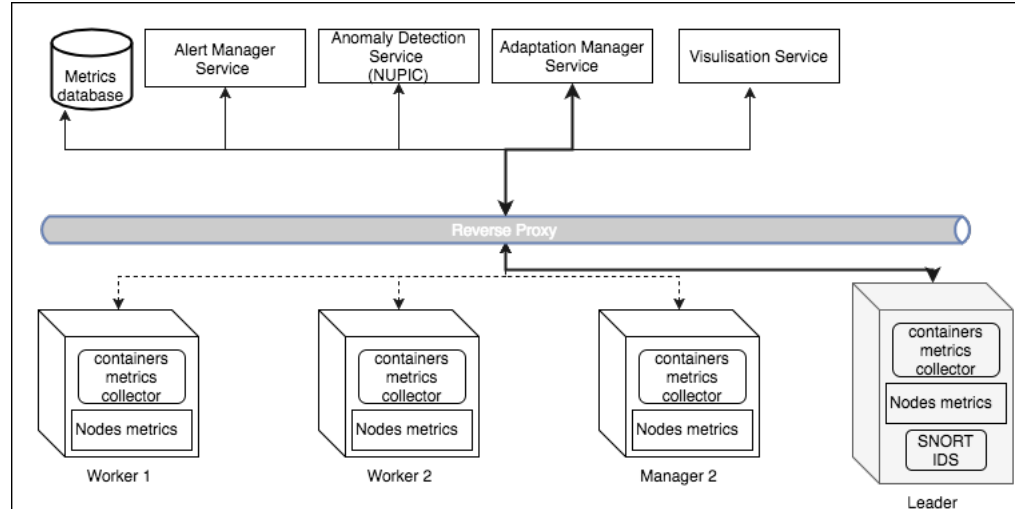 Metrics
database
Alert Manager
Service
Anomaly Detection
Service
(NUPIC)
Adaptation Manager
Service
Visulisation Service
Reverse Proxy
containers
metrics
collector
Nodes metrics
Worker 1
containers
metrics
collector
Nodes metrics
Worker 2
containers
metrics
collector
Nodes metrics
Manager 2
containers
metrics
collector
Nodes metrics
SNORT
IDS
Leader